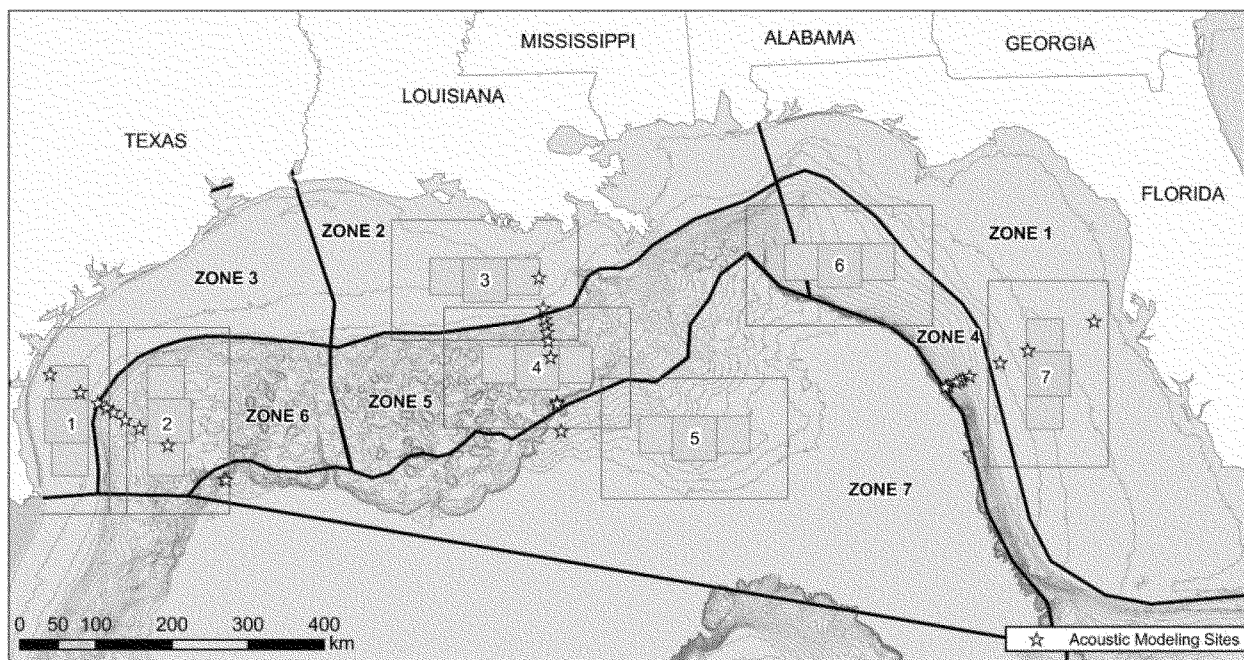 MISSISSIPPI
ALABAMA
GEORGIA
LOUISIANA
TEXAS
FLORIDA
ZONE 2
ZONE 1
ZONE 3
3
6
ZONE 4
4
7
1
2
ZONE 6
ZONE 5
5
ZONE 7
0 50 100 200 300 400
km
Acoustic Modeling Sites